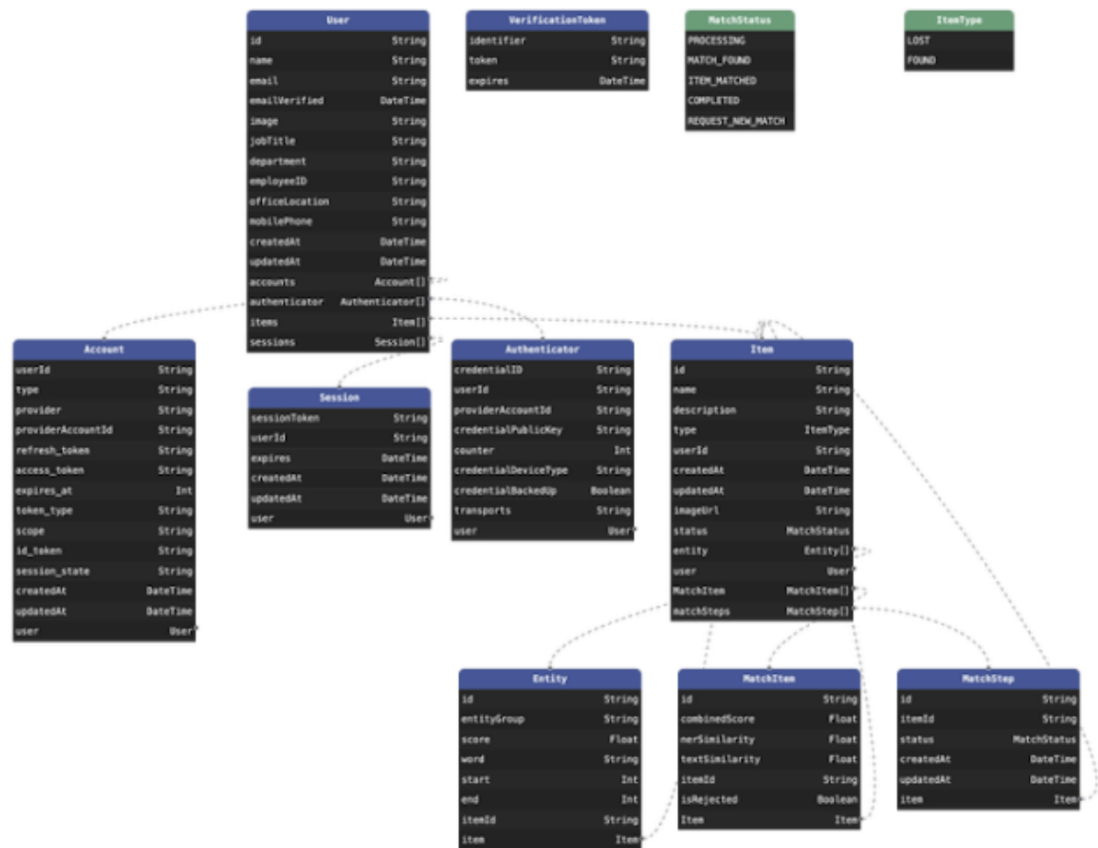 User
id String
name String
email String
emailVerified DateTime
image String
jobTitle String
department String
employeeID String
officeLocation String
mobilePhone String
createdAt DateTime
updatedAt DateTime
accounts Account[]
authenticator Authenticator[]
items Item[]
sessions Session[]
VerificationToken
identifier String
token String
expires DateTime
MatchStatus
PROCESSING
MATCH_FOUND
ITEM_MATCHED
COMPLETED
REQUEST_NEW_MATCH
ItemType
LOST
FOUND
Account
userId String
type String
provider String
providerAccountId String
refresh_token String
access_token String
expires_at Int
token_type String
scope String
id_token String
session_state String
createdAt DateTime
updatedAt DateTime
user User
Session
sessionToken String
userId String
expires DateTime
createdAt DateTime
updatedAt DateTime
user User
Authenticator
credentialID String
userId String
providerAccountId String
credentialPublicKey String
counter Int
credentialDeviceType String
credentialBackedUp Boolean
transports String
user User
Item
id String
name String
description String
type ItemType
userId String
createdAt DateTime
updatedAt DateTime
imageUrl String
status MatchStatus
entity Entity[]
user User
MatchItem MatchItem[]
matchSteps MatchStep[]
Entity
id String
entityGroup String
score Float
word String
start Int
end Int
itemId String
item Item
MatchItem
id String
combinedScore Float
nerSimilarity Float
textSimilarity Float
itemId String
isRejected Boolean
Item Item
MatchStep
id String
itemId String
status MatchStatus
createdAt DateTime
updatedAt DateTime
item Item